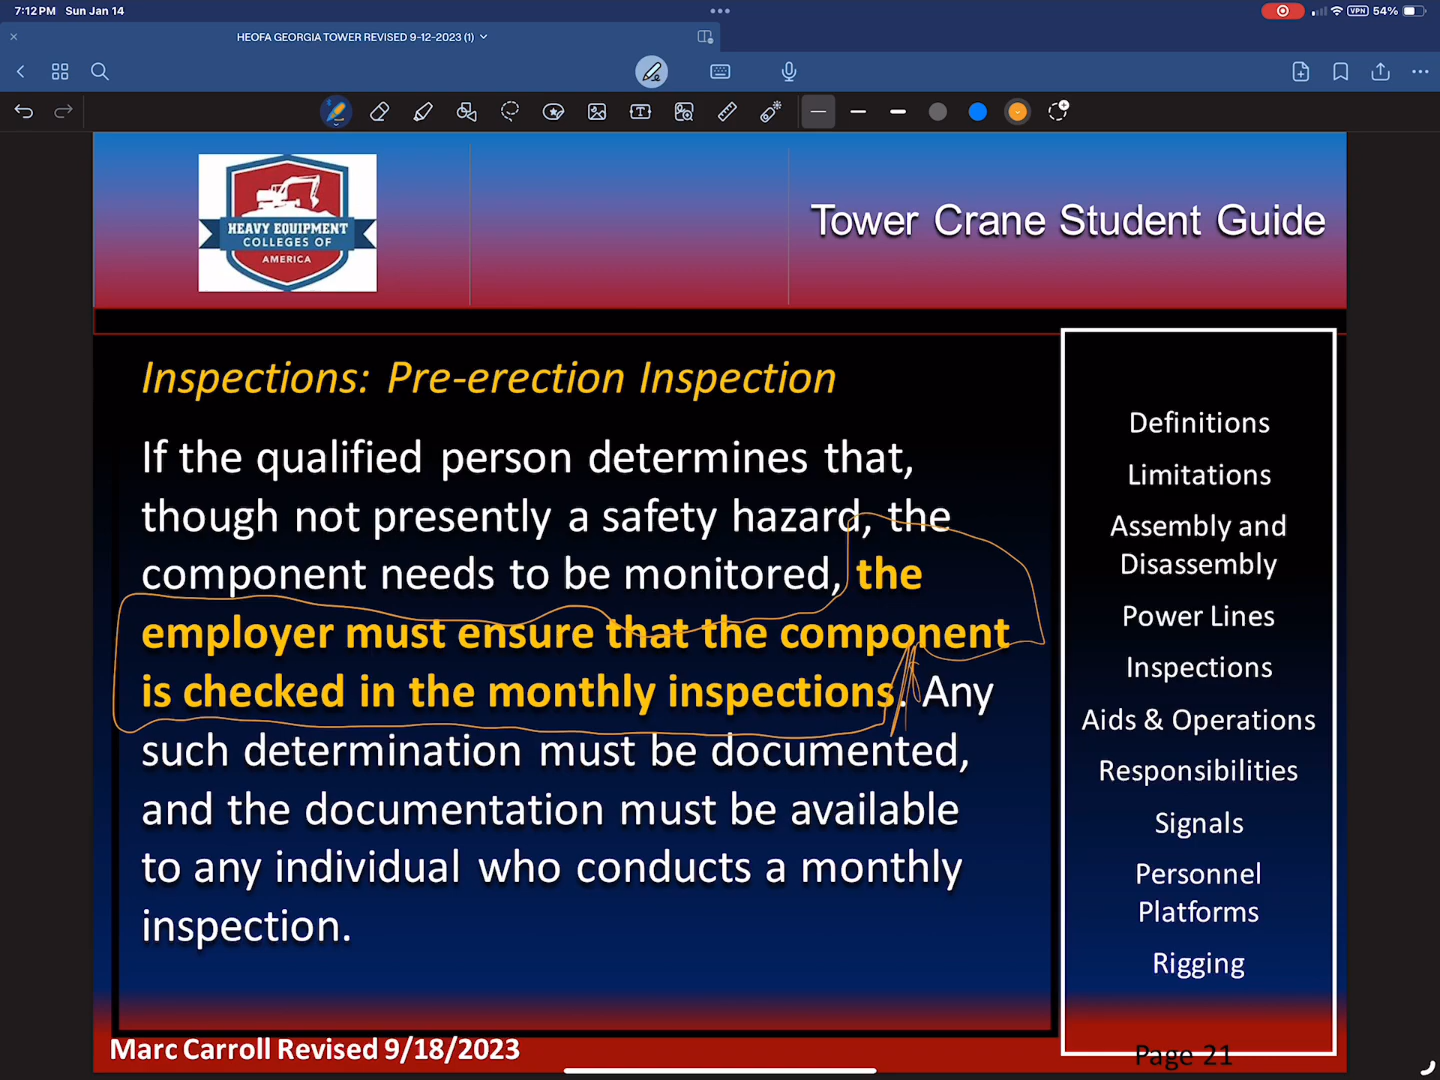 7:12 PM Sun Jan 14
VPN 54%
HEOFA GEORGIA TOWER REVISED 9-12-2023 (1)
HEAVY EQUIPMENT
COLLEGES OF
AMERICA
Tower Crane Student Guide
Inspections: Pre-erection Inspection
If the qualified person determines that,
though not presently a safety hazard, the
component needs to be monitored, the
employer must ensure that the component
is checked in the monthly inspections. Any
such determination must be documented,
and the documentation must be available
to any individual who conducts a monthly
inspection.
Definitions
Limitations
Assembly and
Disassembly
Power Lines
Inspections
Aids & Operations
Responsibilities
Signals
Personnel
Platforms
Rigging
Marc Carroll Revised 9/18/2023
Page 21